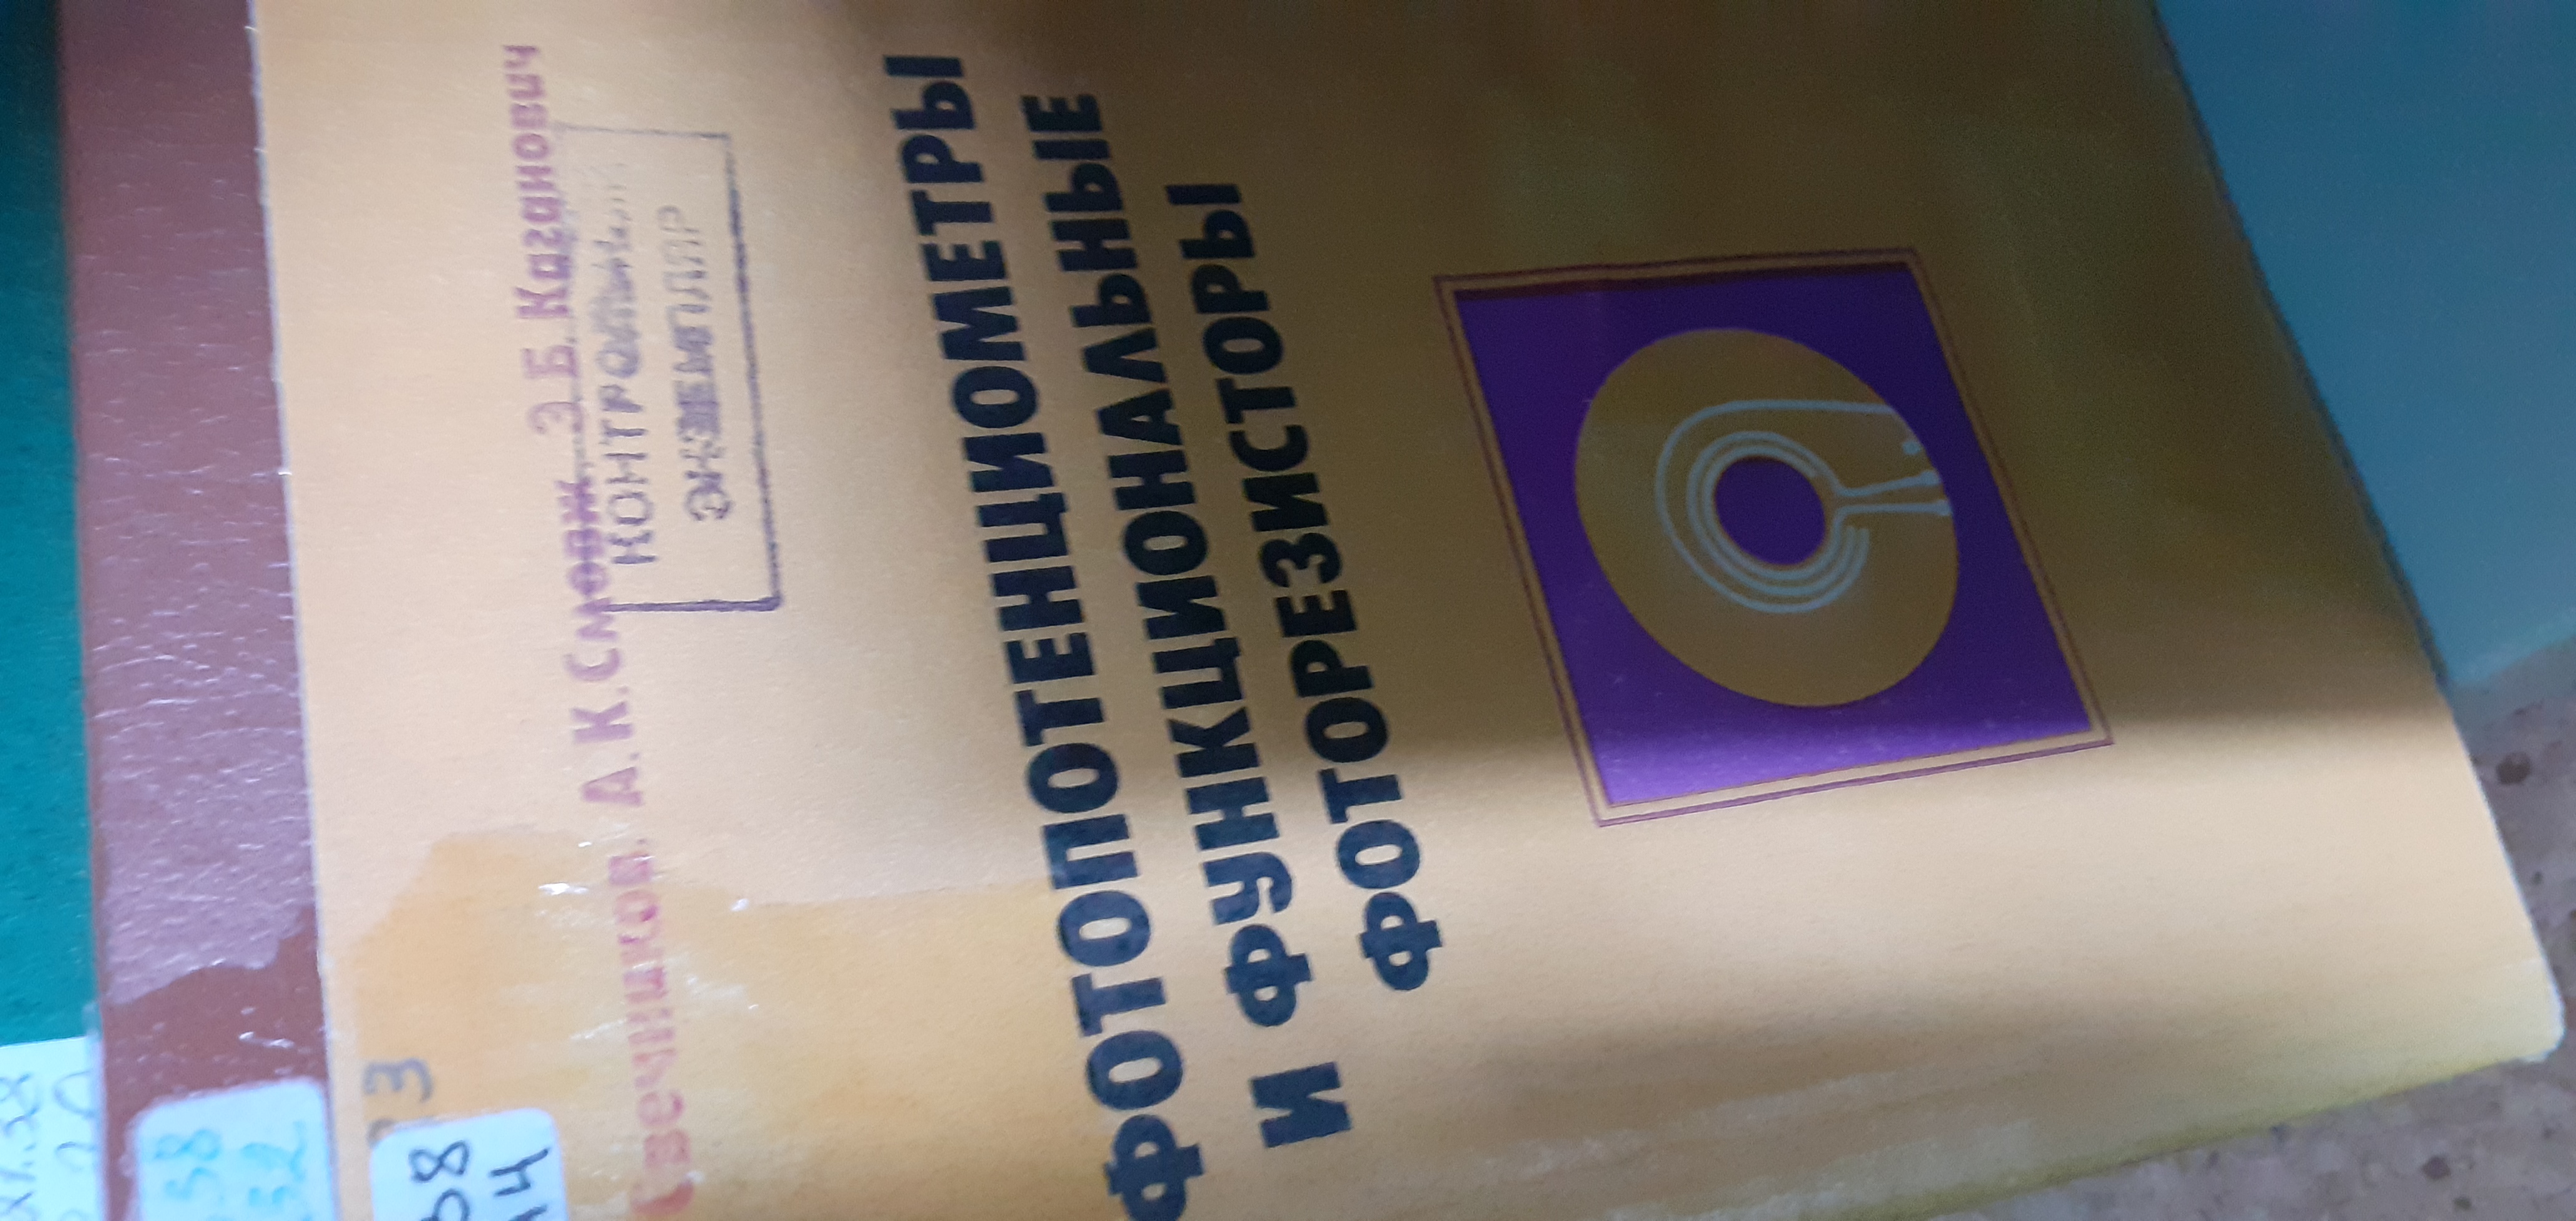 Свечников. А.К.Смовж. Э.Б.Каганович
КОНТРОЛЬНЫЙ
ЭКЗЕМПЛЯР
ФОТОПОТЕНЦИОМЕТРЫ
И ФУНКЦИОНАЛЬНЫЕ
ФОТОРЕЗИСТОРЫ